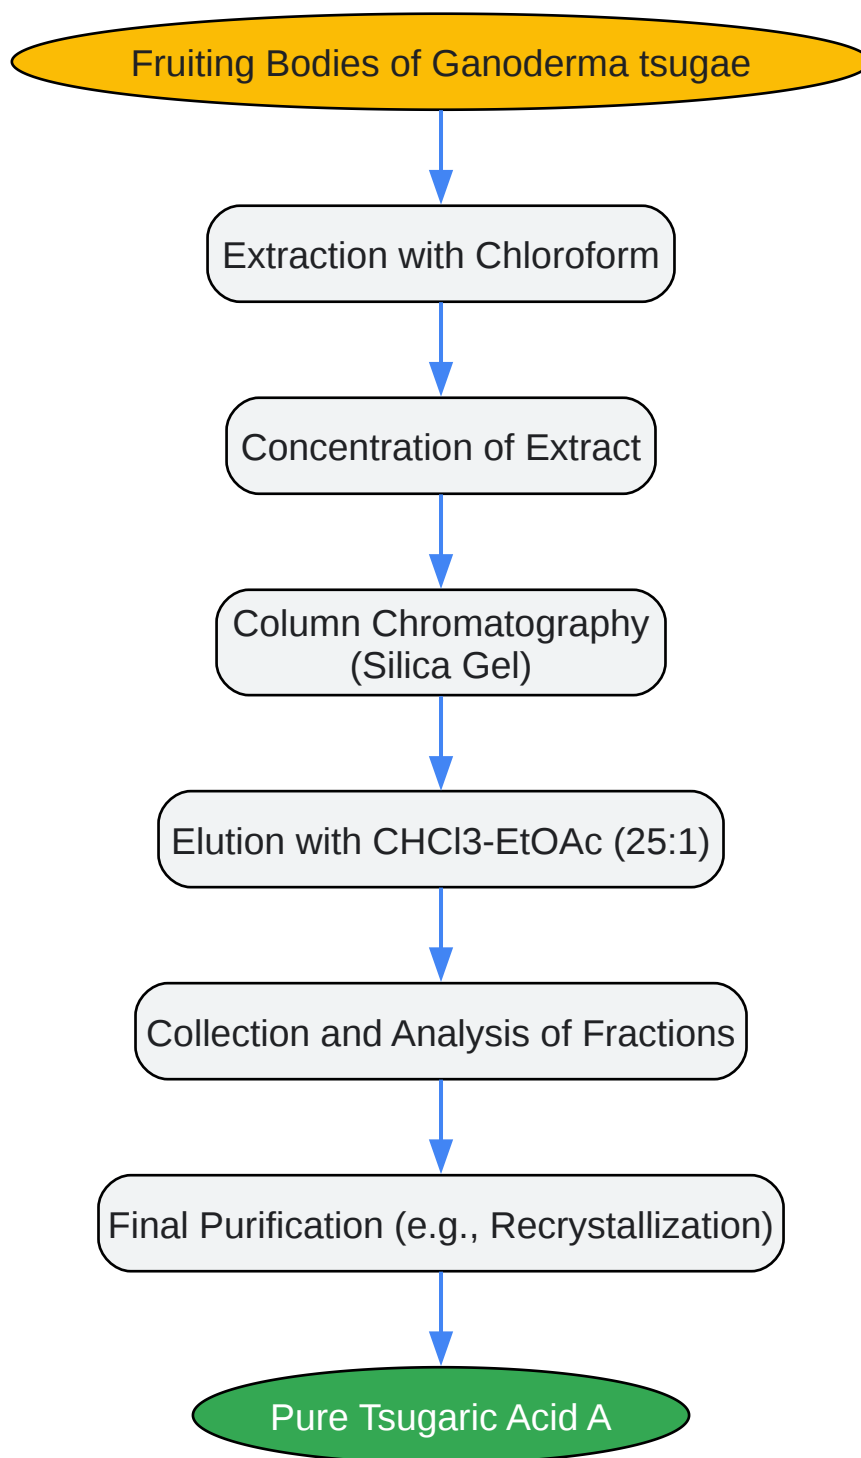 Fruiting Bodies of Ganoderma tsugae
Extraction with Chloroform
Concentration of Extract
Column Chromatography
(Silica Gel)
Elution with CHCl3-EtOAc (25:1)
Collection and Analysis of Fractions
Final Purification (e.g., Recrystallization)
Pure Tsugaric Acid A